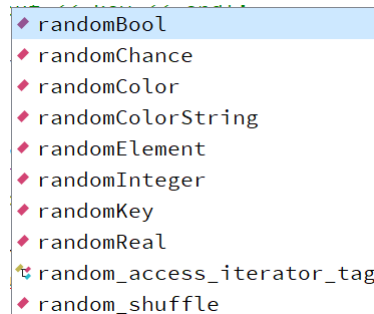 randomBool
randomChance
randomColor
randomColorString
randomElement
randomInteger
randomKey
randomReal
random_access_iterator_tag
random_shuffle